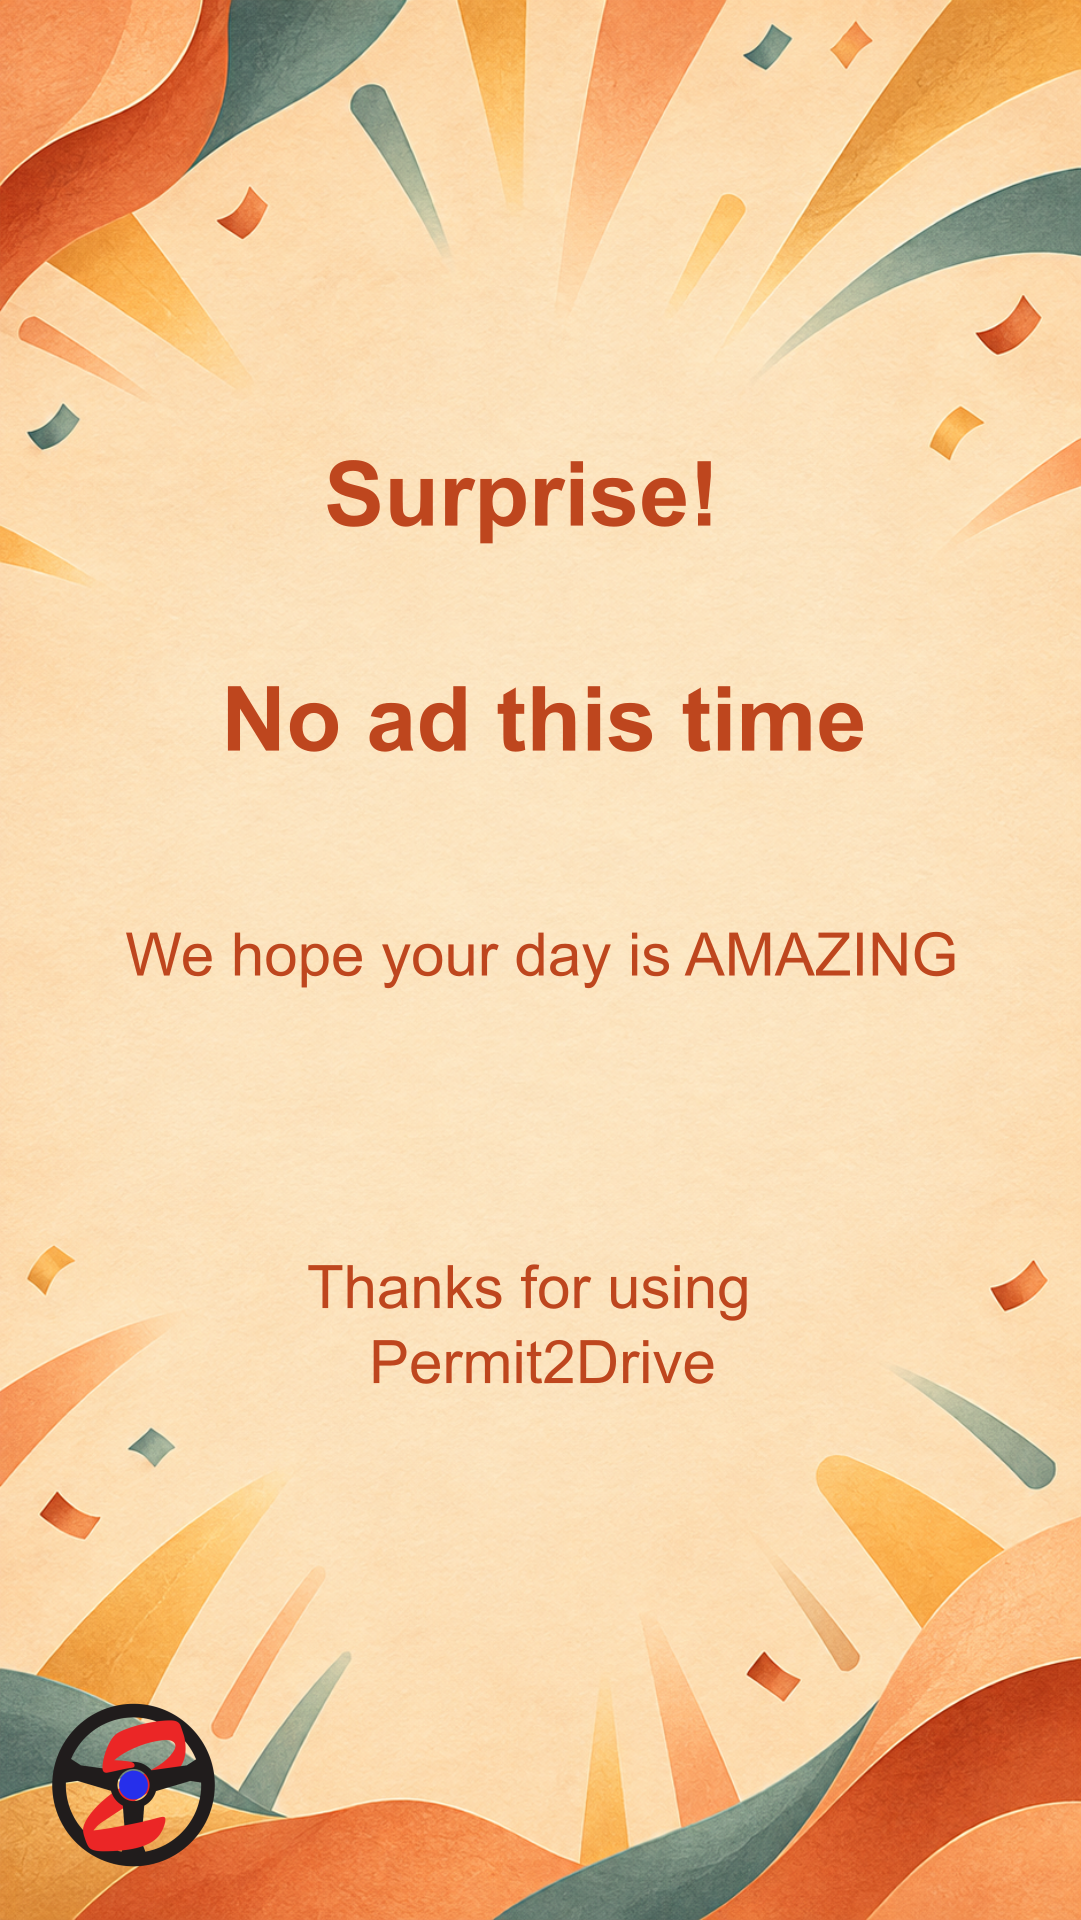 Surprise!
No ad this time
We hope your day is AMAZING
Thanks for using
Permit2Drive